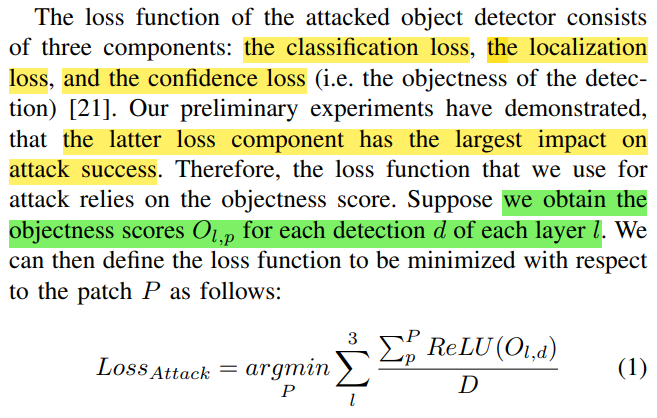 The loss function of the attacked object detector consists
of three components: the classification loss, the localization
loss, and the confidence loss (i.e. the objectness of the detec-
tion) [21]. Our preliminary experiments have demonstrated,
that the latter loss component has the largest impact on
attack success. Therefore, the loss function that we use for
attack relies on the objectness score. Suppose we obtain the
objectness scores O_{l,p} for each detection d of each layer l. We
can then define the loss function to be minimized with respect
to the patch P as follows:
Loss_{Attack} = argmin_{P} \sum_{l}^{3} \frac{\sum_{p}^{P} ReLU(O_{l,d})}{D} (1)